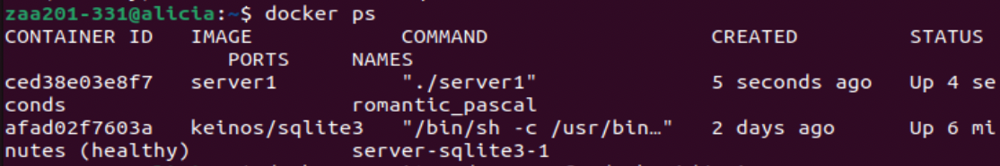 zaa201-331@alicia:~$ docker ps
CONTAINER ID   IMAGE             COMMAND                  CREATED         STATUS
                  PORTS     NAMES
ced38e03e8f7   server1           "./server1"              5 seconds ago   Up 4 se
conds                       romantic_pascal
afad02f7603a   keinos/sqlite3   "/bin/sh -c /usr/bin…"   2 days ago      Up 6 mi
nutes (healthy)             server-sqlite3-1